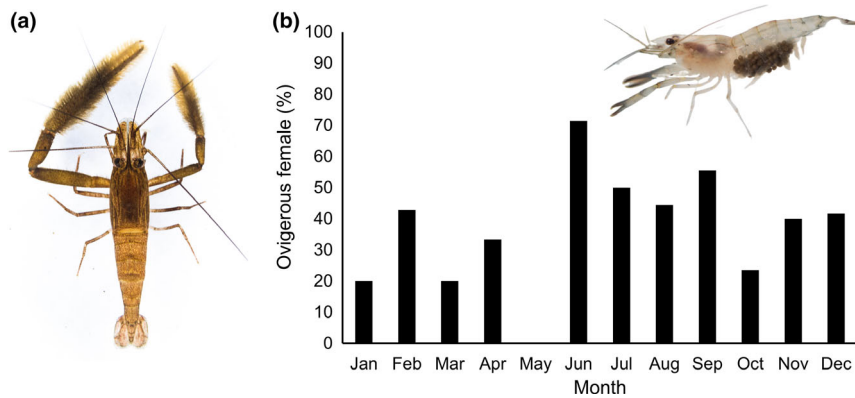 (a)
(b)
100
90
80
70
60
50
40
30
20
10
0
Ovigerous female (%)
Jan Feb Mar Apr May Jun Jul Aug Sep Oct Nov Dec
Month